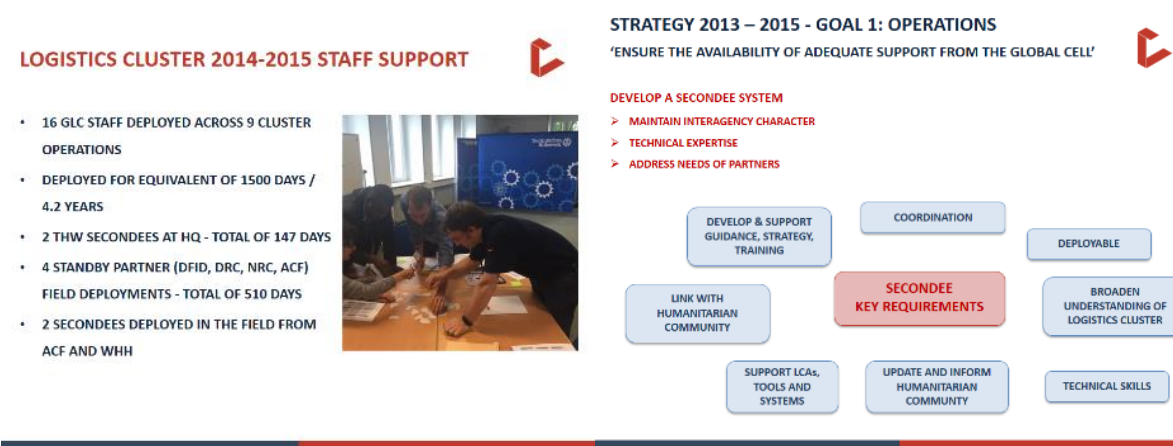 LOGISTICS CLUSTER 2014-2015 STAFF SUPPORT
• 16 GLC STAFF DEPLOYED ACROSS 9 CLUSTER
OPERATIONS
• DEPLOYED FOR EQUIVALENT OF 1500 DAYS /
4.2 YEARS
• 2 THW SECONDEES AT HQ - TOTAL OF 147 DAYS
• 4 STANDBY PARTNER (DFID, DRC, NRC, ACF)
FIELD DEPLOYMENTS - TOTAL OF 510 DAYS
• 2 SECONDEES DEPLOYED IN THE FIELD FROM
ACF AND WHH
STRATEGY 2013 – 2015 - GOAL 1: OPERATIONS
‘ENSURE THE AVAILABILITY OF ADEQUATE SUPPORT FROM THE GLOBAL CELL’
DEVELOP A SECONDEE SYSTEM
➢ MAINTAIN INTERAGENCY CHARACTER
➢ TECHNICAL EXPERTISE
➢ ADDRESS NEEDS OF PARTNERS
DEVELOP & SUPPORT
GUIDANCE, STRATEGY,
TRAINING
COORDINATION
DEPLOYABLE
LINK WITH
HUMANITARIAN
COMMUNITY
SECONDEE
KEY REQUIREMENTS
BROADEN
UNDERSTANDING OF
LOGISTICS CLUSTER
SUPPORT LCAs,
TOOLS AND
SYSTEMS
UPDATE AND INFORM
HUMANITARIAN
COMMUNTY
TECHNICAL SKILLS